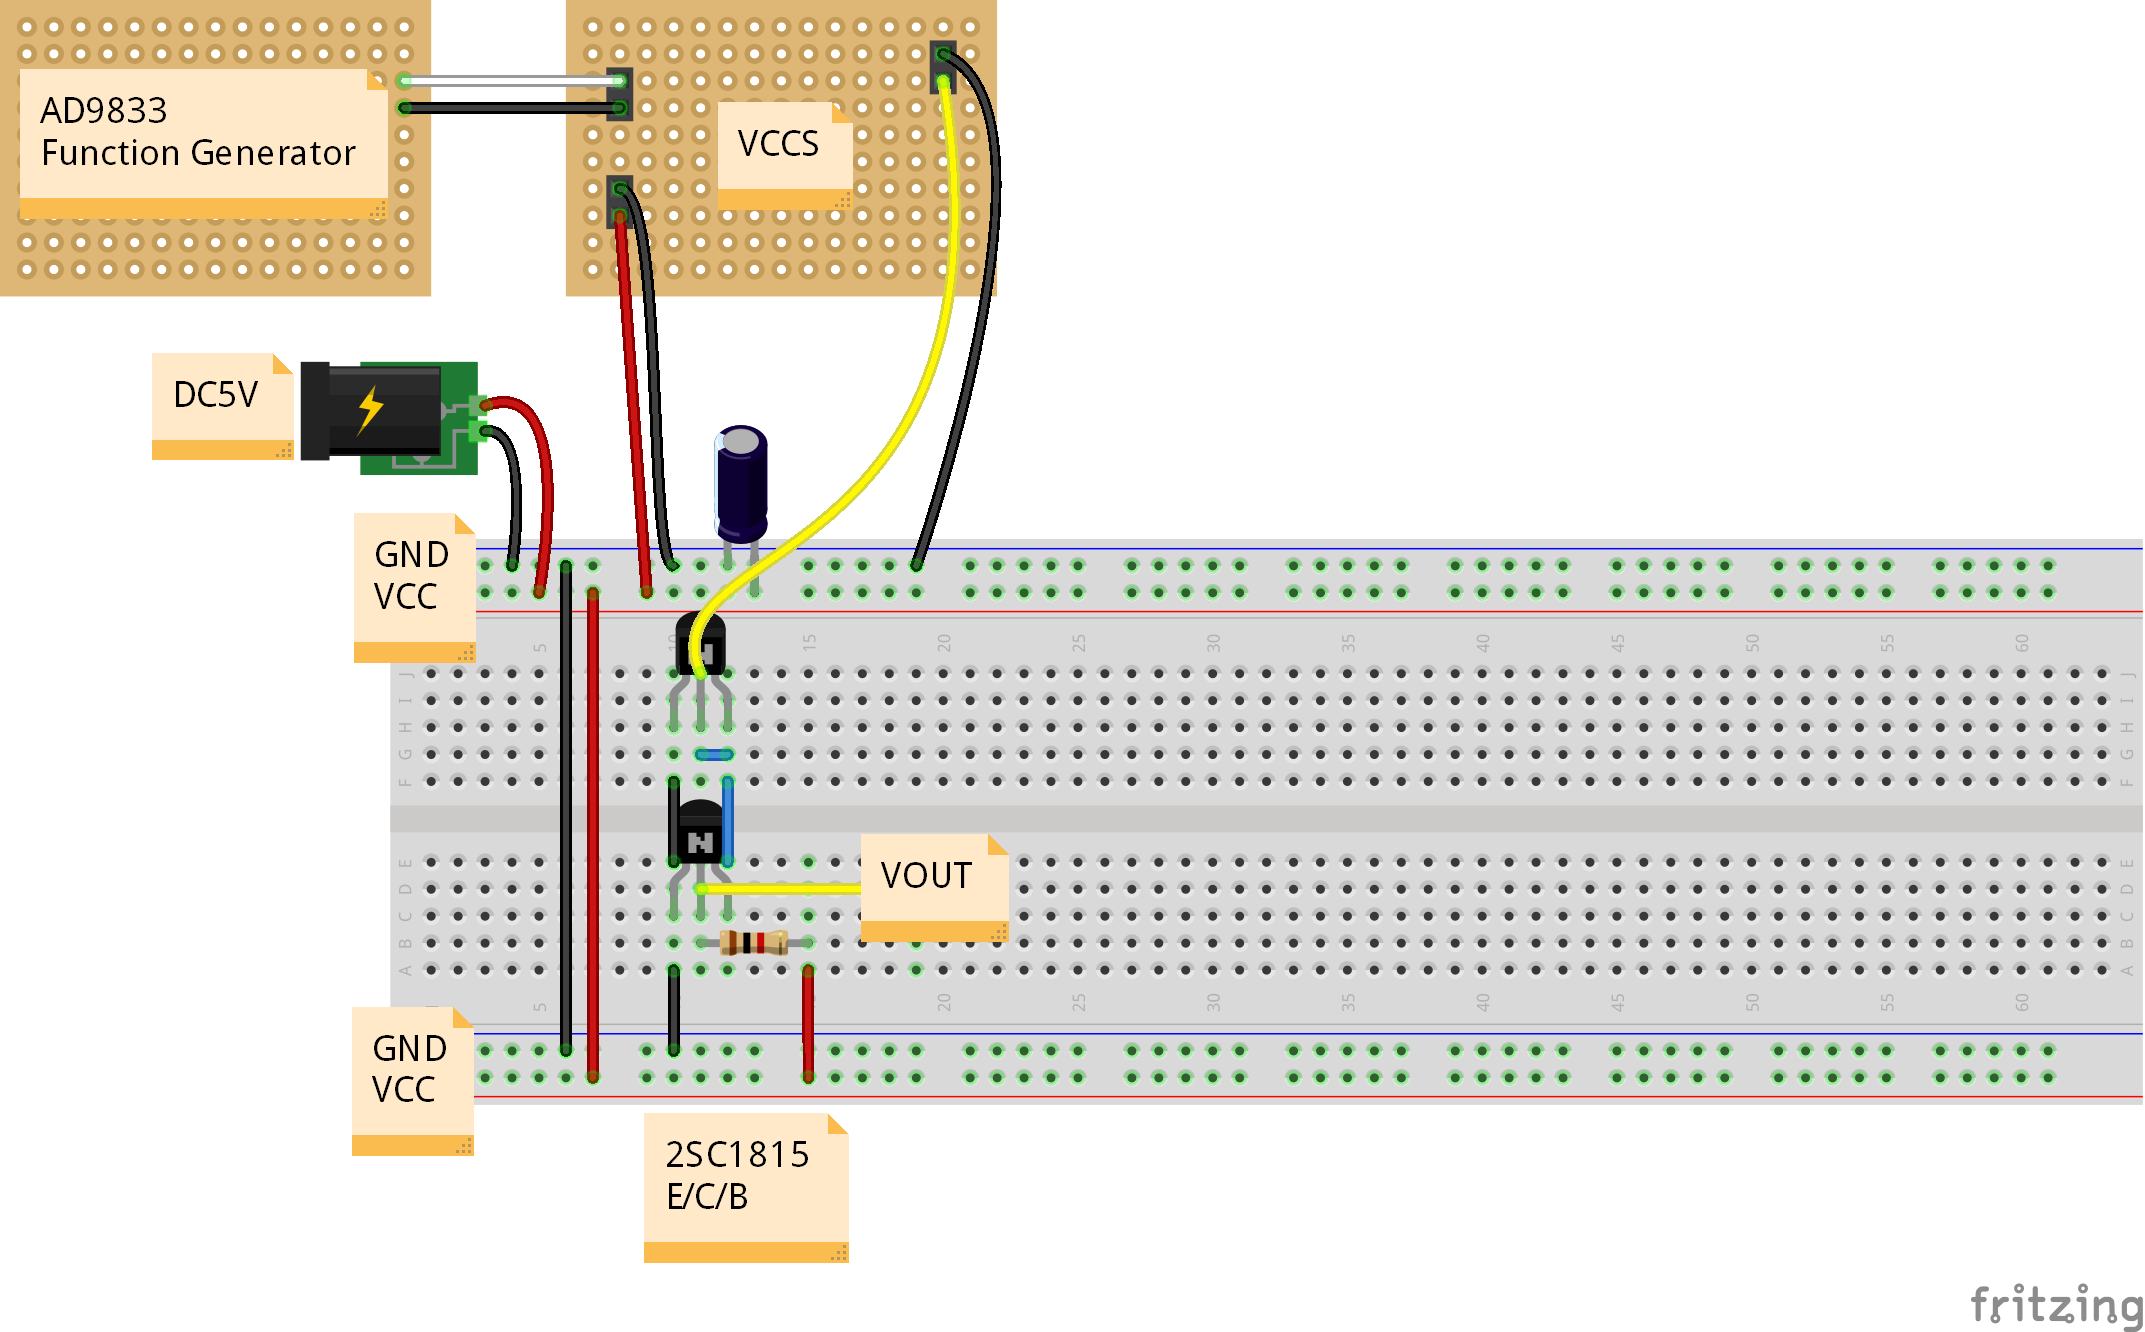 AD9833
Function Generator
VCCS
DC5V
GND
VCC
5 10 15 20 25 30 35 40 45 50 55 60
J J
I I
H H
G G
F F
N
N
VOUT
E E
D D
C C
B B
A A
5 20 25 30 35 40 45 50 55 60
GND
VCC
2SC1815
E/C/B
fritzing